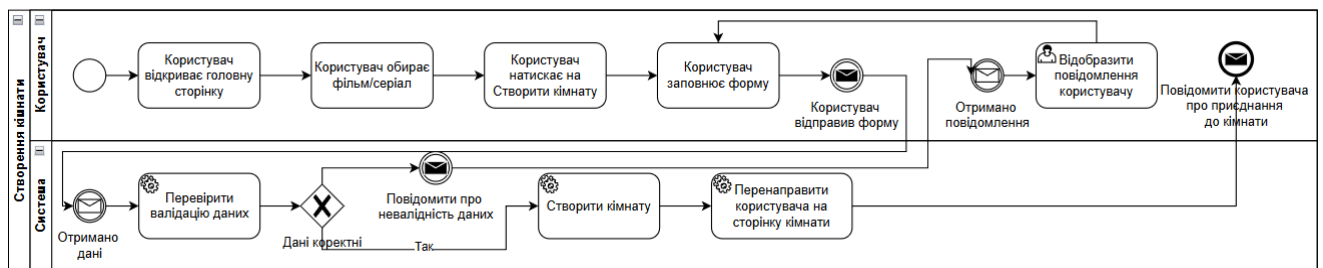 Створення кімнати
Користувач
Користувач
відкриває головну
сторінку
Користувач обирає
фільм/серіал
Користувач
натискає на
Створити кімнату
Користувач
заповнює форму
Користувач
відправив форму
Отримано
повідомлення
Відобразити
повідомлення
користувачу
Повідомити користувача
про приєднання
до кімнати
Система
Отримано
дані
Перевірити
валідацію даних
Дані коректні
Повідомити про
невалідність даних
Так
Створити кімнату
Перенаправити
користувача на
сторінку кімнати